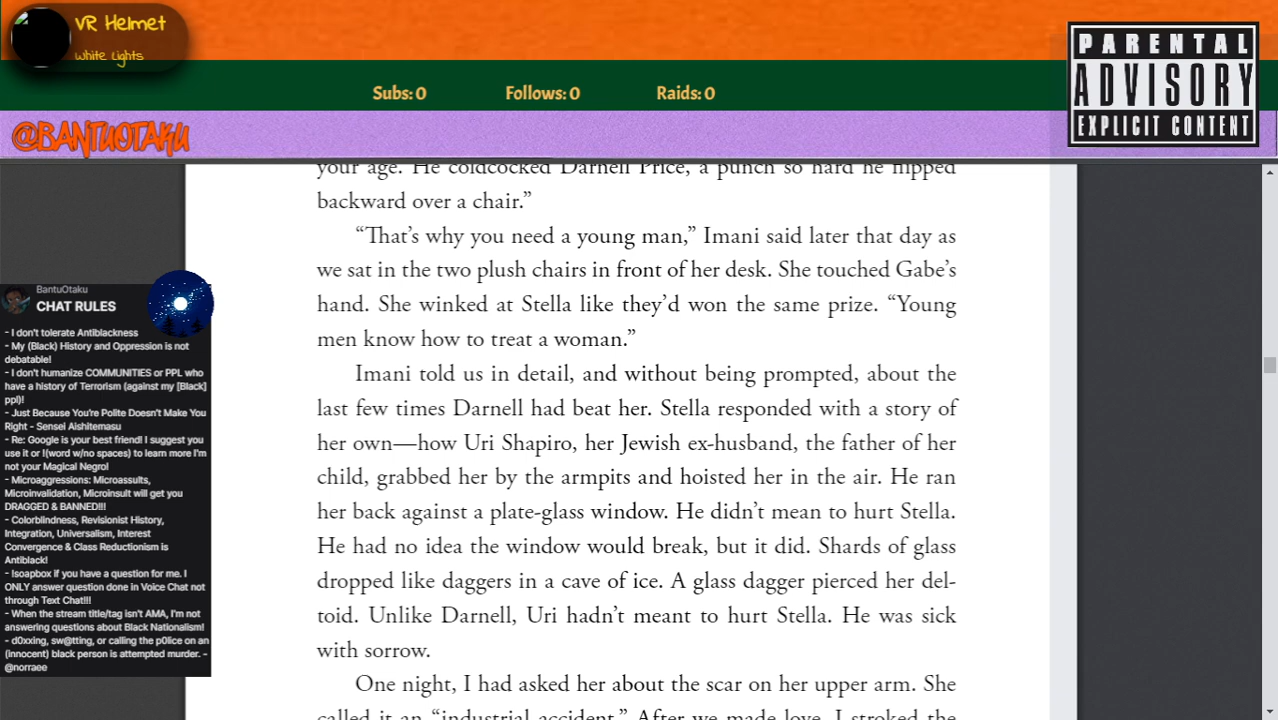 VR Helmet
White Lights
PARENTAL
ADVISORY
EXPLICIT CONTENT
Subs: 0 Follows: 0 Raids: 0
@BANTUOTAKU
your age. He coldcocked Darnell Price, a punch so hard he flipped
backward over a chair.”
“That’s why you need a young man,” Imani said later that day as
we sat in the two plush chairs in front of her desk. She touched Gabe’s
hand. She winked at Stella like they’d won the same prize. “Young
men know how to treat a woman.”
Imani told us in detail, and without being prompted, about the
last few times Darnell had beat her. Stella responded with a story of
her own—how Uri Shapiro, her Jewish ex-husband, the father of her
child, grabbed her by the armpits and hoisted her in the air. He ran
her back against a plate-glass window. He didn’t mean to hurt Stella.
He had no idea the window would break, but it did. Shards of glass
dropped like daggers in a cave of ice. A glass dagger pierced her del-
toid. Unlike Darnell, Uri hadn’t meant to hurt Stella. He was sick
with sorrow.
One night, I had asked her about the scar on her upper arm. She
called it an “industrial accident.” After we made love, I stroked the
BantuOtaku
CHAT RULES
- I don't tolerate Antiblackness
- My (Black) History and Oppression is not
debatable!
- I don't humanize COMMUNITIES or PPL who
have a history of Terrorism (against my [Black]
ppl)!
- Just Because You're Polite Doesn't Make You
Right - Sensei Aishitemasu
- Re: Google is your best friend! I suggest you
use it or !(word w/no spaces) to learn more I'm
not your Magical Negro!
- Microaggressions: Microassults,
Microinvalidation, Microinsult will get you
DRAGGED & BANNED!!!
- Colorblindness, Revisionist History,
Integration, Universalism, Interest
Convergence & Class Reductionism is
Antiblack!
- !soapbox if you have a question for me. I
ONLY answer question done in Voice Chat not
through Text Chat!!!
- When the stream title/tag isn't AMA, I'm not
answering questions about Black Nationalism!
- d0xxing, sw@tting, or calling the p0lice on an
(innocent) black person is attempted murder. -
@norraee